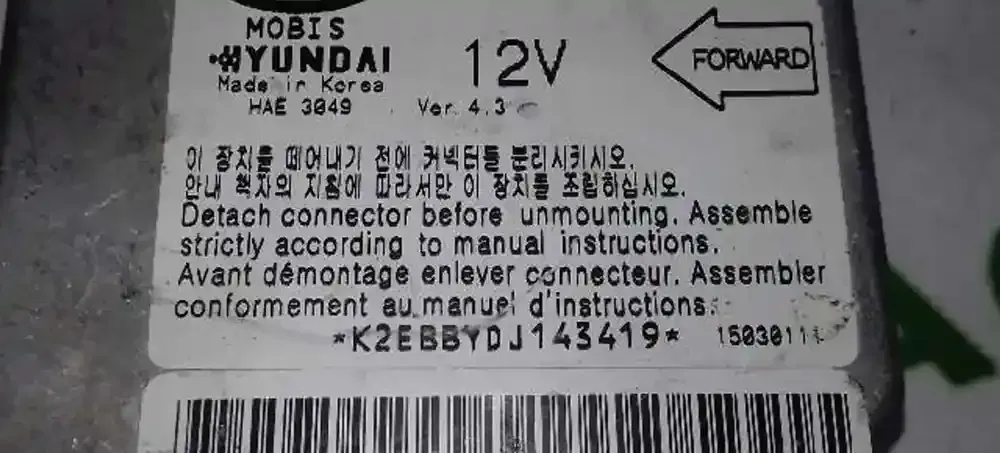 MOBIS
HYUNDAI
Made in Korea
HAE 3049
Ver. 4.3
12V
FORWARD
이 장치를 떼어내기 전에 커넥터를 분리시키시오.
안내 책자의 지침에 따라서만 이 장치를 조립하십시오.
Detach connector before unmounting. Assemble
strictly according to manual instructions.
Avant démontage enlever connecteur. Assembler
conformement au manuel d'instructions.
*K2EBBYDJ143419*